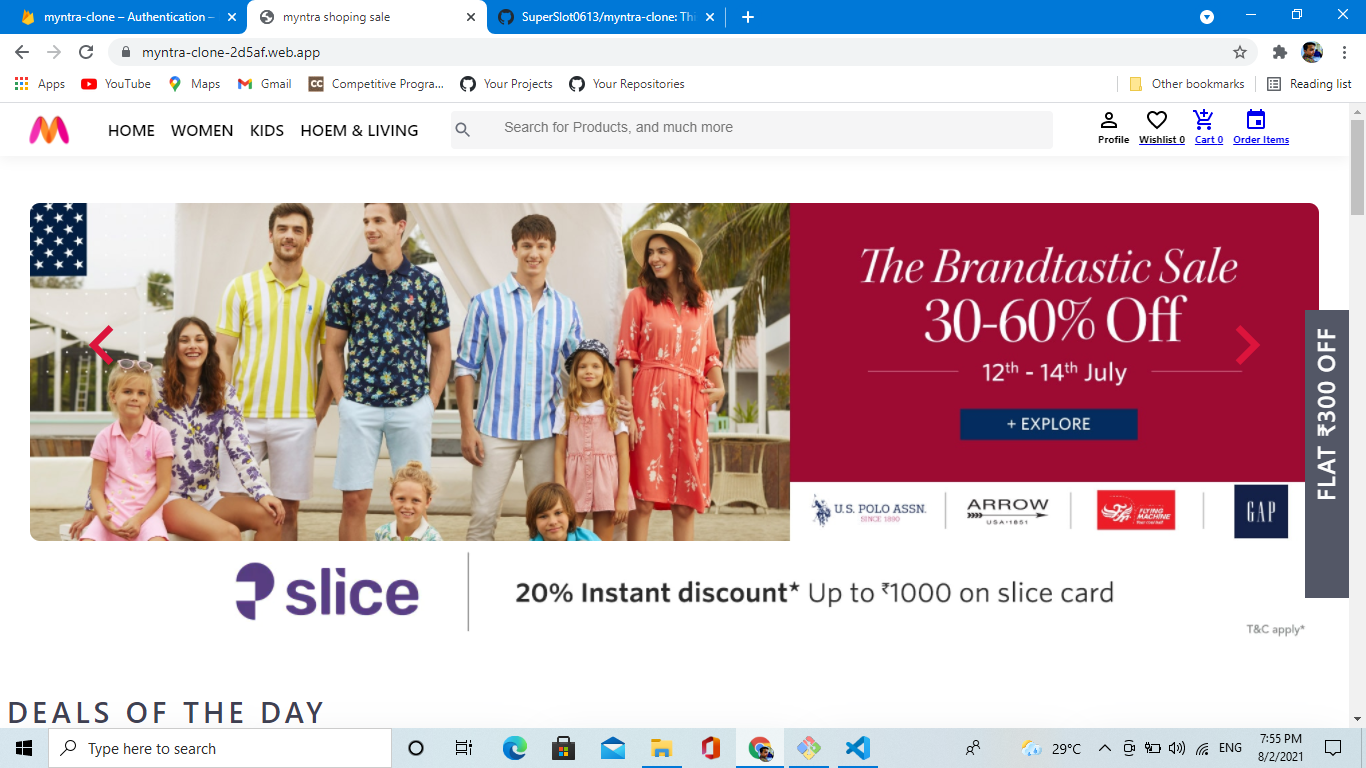 myntra-clone – Authentication –
myntra shoping sale
SuperSlot0613/myntra-clone: Thi
myntra-clone-2d5af.web.app
Apps
YouTube
Maps
Gmail
CC
Competitive Progra...
Your Projects
Your Repositories
Other bookmarks
Reading list
HOME
WOMEN
KIDS
HOEM & LIVING
Search for Products, and much more
Profile
Wishlist 0
Cart 0
Order Items
The Brandtastic Sale
30-60% Off
12th - 14th July
+ EXPLORE
FLAT ₹300 OFF
U.S. POLO ASSN.
SINCE 1890
ARROW
USA•1851
FLYING
MACHINE
GAP
slice
20% Instant discount* Up to ₹1000 on slice card
T&C apply*
DEALS OF THE DAY
Type here to search
29°C
ENG
7:55 PM
8/2/2021